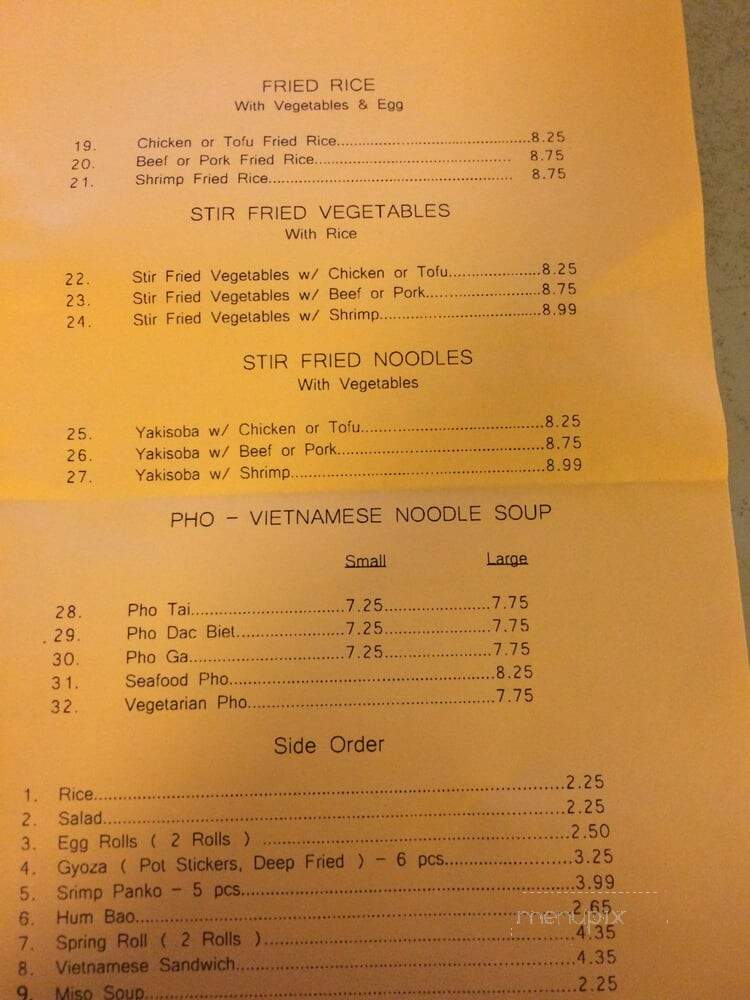 FRIED RICE
With Vegetables & Egg
19. Chicken or Tofu Fried Rice..................................................8.25
20. Beef or Pork Fried Rice.................................................. 8.75
21. Shrimp Fried Rice.............................................................. 8.75
STIR FRIED VEGETABLES
With Rice
22. Stir Fried Vegetables w/ Chicken or Tofu.....................8.25
23. Stir Fried Vegetables w/ Beef or Pork...........................8.75
24. Stir Fried Vegetables w/ Shrimp.....................................8.99
STIR FRIED NOODLES
With Vegetables
25. Yakisoba w/ Chicken or Tofu..........................................8.25
26. Yakisoba w/ Beef or Pork................................................8.75
27. Yakisoba w/ Shrimp...........................................................8.99
PHO – VIETNAMESE NOODLE SOUP
Small Large
28. Pho Tai...................................7.25.........................7.75
.29. Pho Dac Biet.........................7.25.........................7.75
30. Pho Ga...................................7.25.........................7.75
31. Seafood Pho.............................................................8.25
32. Vegetarian Pho.........................................................7.75
Side Order
1. Rice.............................................................................................2.25
2. Salad...........................................................................................2.25
3. Egg Rolls ( 2 Rolls ) ..............................................................2.50
4. Gyoza ( Pot Stickers, Deep Fried ) – 6 pcs..........................3.25
5. Srimp Panko – 5 pcs................................................................3.99
6. Hum Bao.....................................................................................2.65
7. Spring Roll ( 2 Rolls )..............................................................4.35
8. Vietnamese Sandwich................................................................4.35
9. Miso Soup...................................................................................2.25
menupix